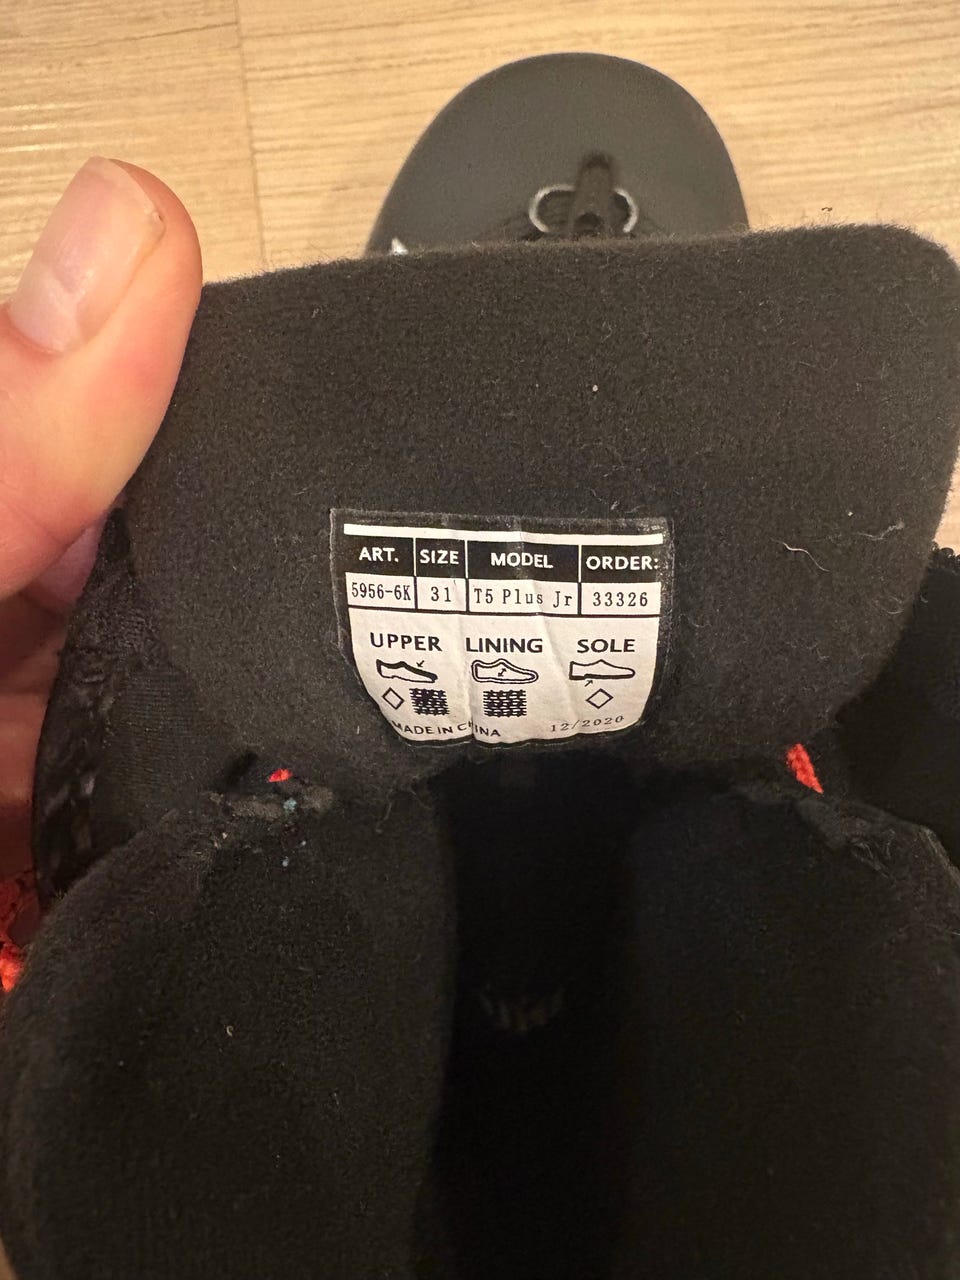 ART. SIZE MODEL ORDER:
5956-6K 31 T5 Plus Jr 33326
UPPER LINING SOLE
MADE IN CHINA 12/2020